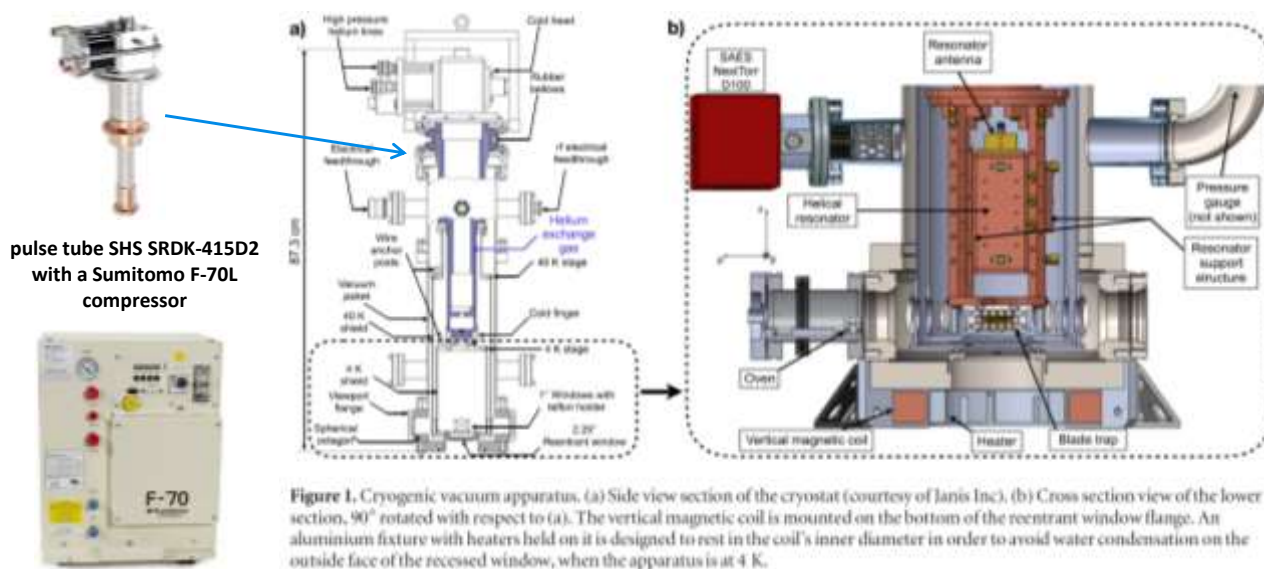 a)
High pressure
helium lines
Cold head
Rubber
bellows
Electrical
feedthrough
rf electrical
feedthrough
Helium
exchange
gas
Wire
anchor
posts
40 K stage
87.5 cm
Vacuum
jacket
40 K
shield
Cold finger
4 K stage
4 K
shield
Viewport
flange
1" Windows with
teflon holder
Spherical
octagon
Reentrant window
b)
SAES
NextTorr
D100
Resonator
antenna
Helical
resonator
Pressure
gauge
(not shown)
Resonator
support
structure
Oven
Vertical magnetic coil
Heater
Blade trap
pulse tube SHS SRDK-415D2
with a Sumitomo F-70L
compressor
F-70
Figure 1. Cryogenic vacuum apparatus. (a) Side view section of the cryostat (courtesy of Janis Inc). (b) Cross section view of the lower
section, 90° rotated with respect to (a). The vertical magnetic coil is mounted on the bottom of the reentrant window flange. An
aluminium fixture with heaters held on it is designed to rest in the coil's inner diameter in order to avoid water condensation on the
outside face of the recessed window, when the apparatus is at 4 K.